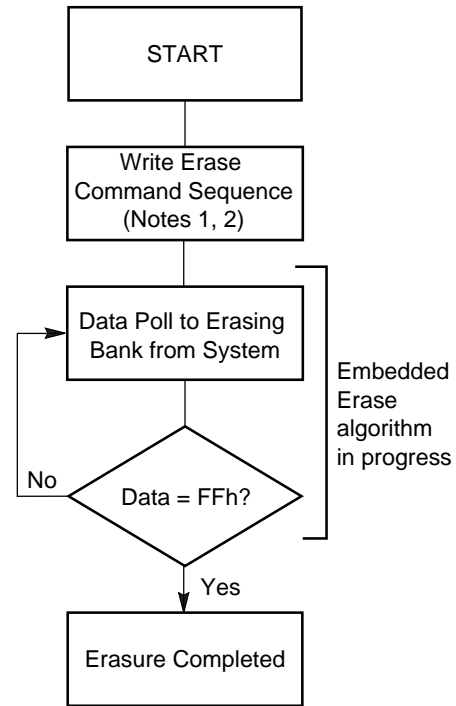 START
Write Erase
Command Sequence
(Notes 1, 2)
Data Poll to Erasing
Bank from System
Embedded
Erase
algorithm
in progress
No
Data = FFh?
Yes
Erasure Completed